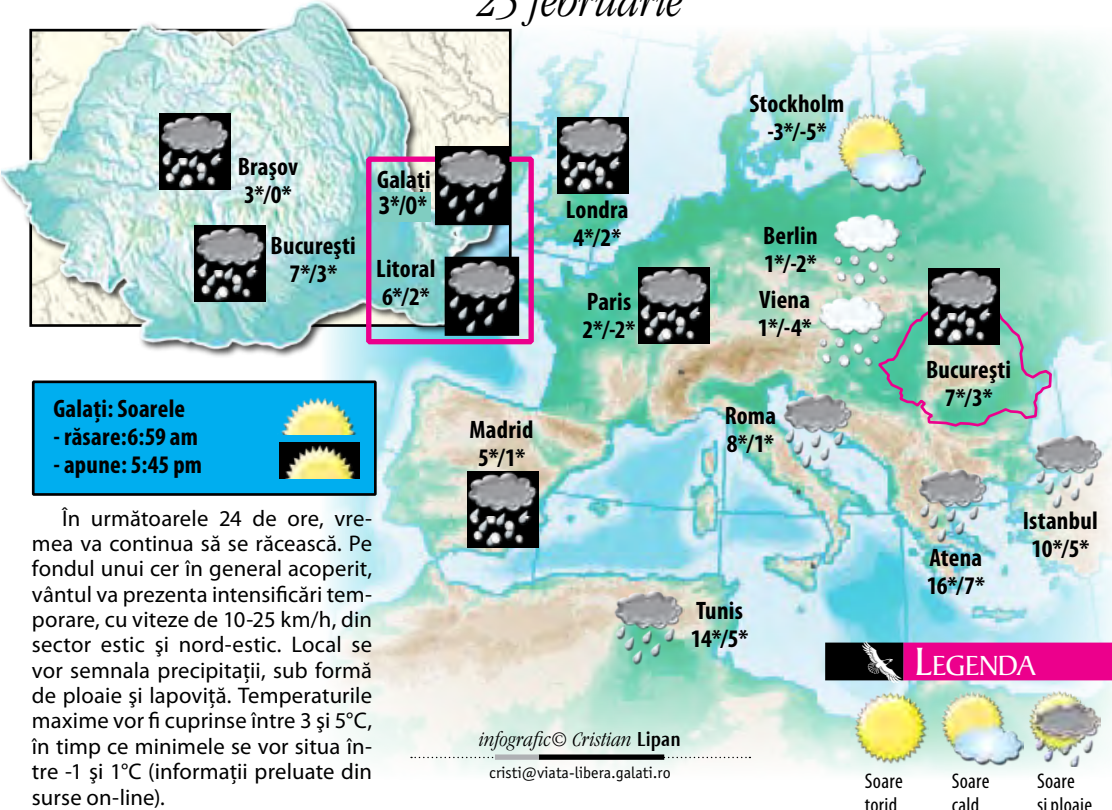 25 februarie
Brașov
3*/0*
București
7*/3*
Galați
3*/0*
Litoral
6*/2*
Londra
4*/2*
Stockholm
-3*/-5*
Berlin
1*/-2*
Paris
2*/-2*
Viena
1*/-4*
București
7*/3*
Madrid
5*/1*
Roma
8*/1*
Istanbul
10*/5*
Atena
16*/7*
Tunis
14*/5*
Galați: Soarele
- răsare:6:59 am
- apune: 5:45 pm
În următoarele 24 de ore, vre-
mea va continua să se răcească. Pe
fondul unui cer în general acoperit,
vântul va prezenta intensificări tem-
porare, cu viteze de 10-25 km/h, din
sector estic și nord-estic. Local se
vor semnala precipitații, sub formă
de ploaie și lapoviță. Temperaturile
maxime vor fi cuprinse între 3 și 5°C,
în timp ce minimele se vor situa în-
tre -1 și 1°C (informații preluate din
surse on-line).
infografic© Cristian Lipan
cristi@viata-libera.galati.ro
LEGENDA
Soare
torid
Soare
cald
Soare
și ploaie